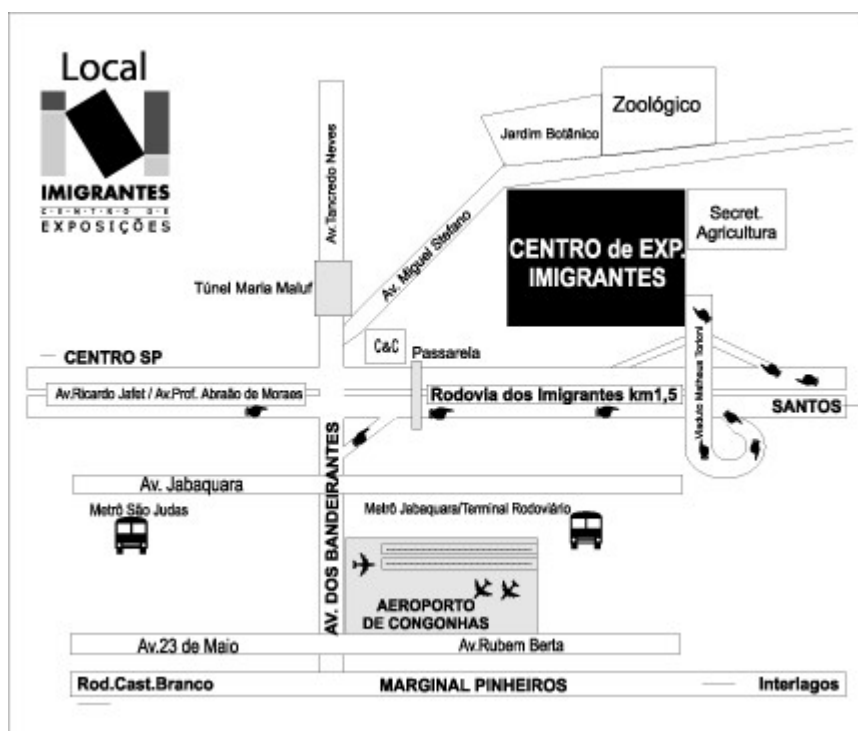 Local
IMIGRANTES
CENTRO DE
EXPOSIÇÕES
Av.Tancredo Neves
Zoológico
Jardim Botânico
Av. Miguel Stefano
CENTRO de EXP.
IMIGRANTES
Secret.
Agricultura
Túnel Maria Maluf
C&C
Passarela
CENTRO SP
Av.Ricardo Jafet / Av.Prof. Abraão de Moraes
Rodovia dos Imigrantes km1,5
Viaduto Matheus Torloni
SANTOS
Av. Jabaquara
Metrô São Judas
Metrô Jabaquara/Terminal Rodoviário
AV. DOS BANDEIRANTES
AEROPORTO
DE CONGONHAS
Av.23 de Maio
Av.Rubem Berta
Rod.Cast.Branco
MARGINAL PINHEIROS
Interlagos